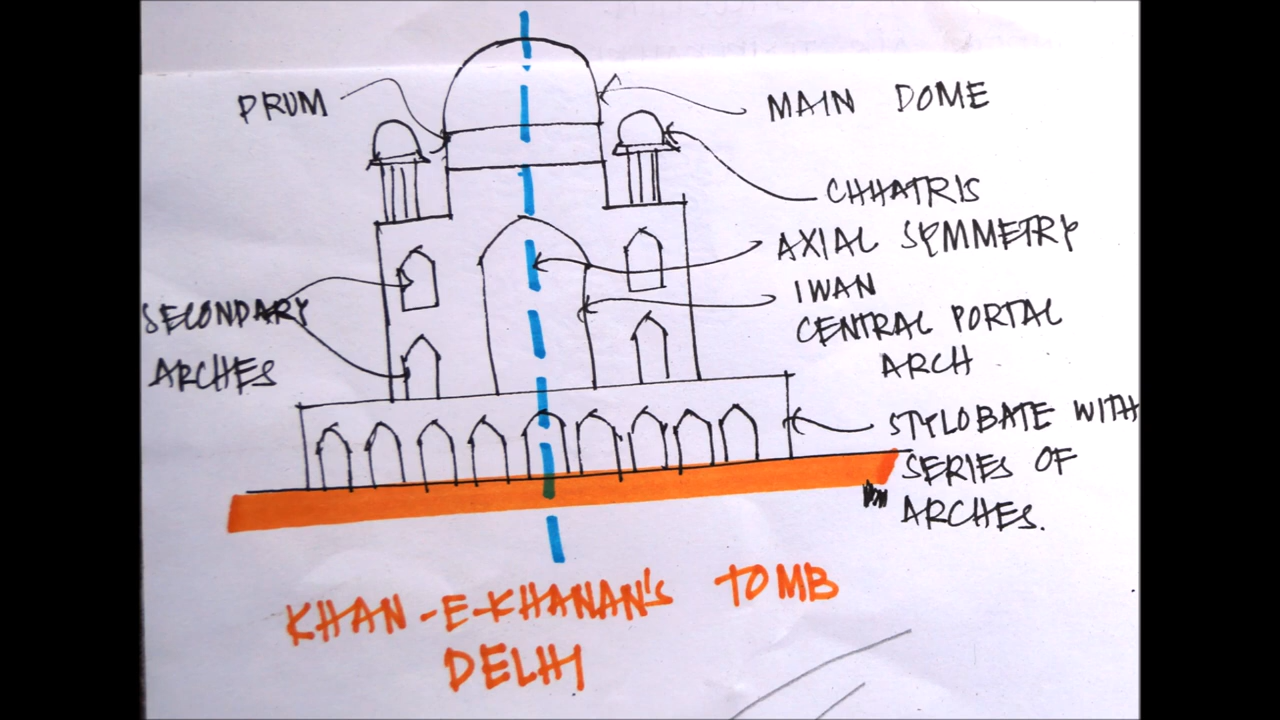 DRUM
MAIN DOME
CHHATRIS
AXIAL SYMMETRY
IWAN
CENTRAL PORTAL
ARCH
SECONDARY
ARCHES
STYLOBATE WITH
SERIES OF
ARCHES.
KHAN-E-KHANAN'S TOMB
DELHI